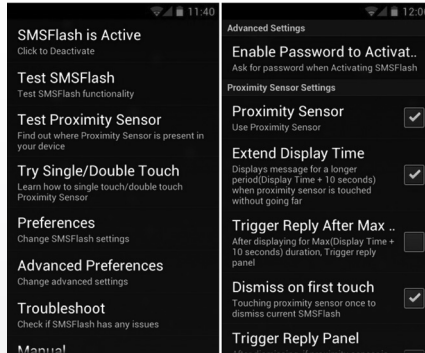 11:40
SMSFlash is Active
Click to Deactivate
Test SMSFlash
Test SMSFlash functionality
Test Proximity Sensor
Find out where Proximity Sensor is present in
your device
Try Single/Double Touch
Learn how to single touch/double touch
Proximity Sensor
Preferences
Change SMSFlash settings
Advanced Preferences
Change advanced settings
Troubleshoot
Check if SMSFlash has any issues
Manual
12:0
Advanced Settings
Enable Password to Activat..
Ask for password when Activating SMSFlash
Proximity Sensor Settings
Proximity Sensor
Use Proximity Sensor
Extend Display Time
Displays message for a longer
period(Display Time + 10 seconds)
when proximity sensor is touched
without going far
Trigger Reply After Max ..
After displaying for Max(Display Time +
10 seconds) duration, Trigger reply
panel
Dismiss on first touch
Touching proximity sensor once to
dismiss current SMSFlash
Trigger Reply Panel